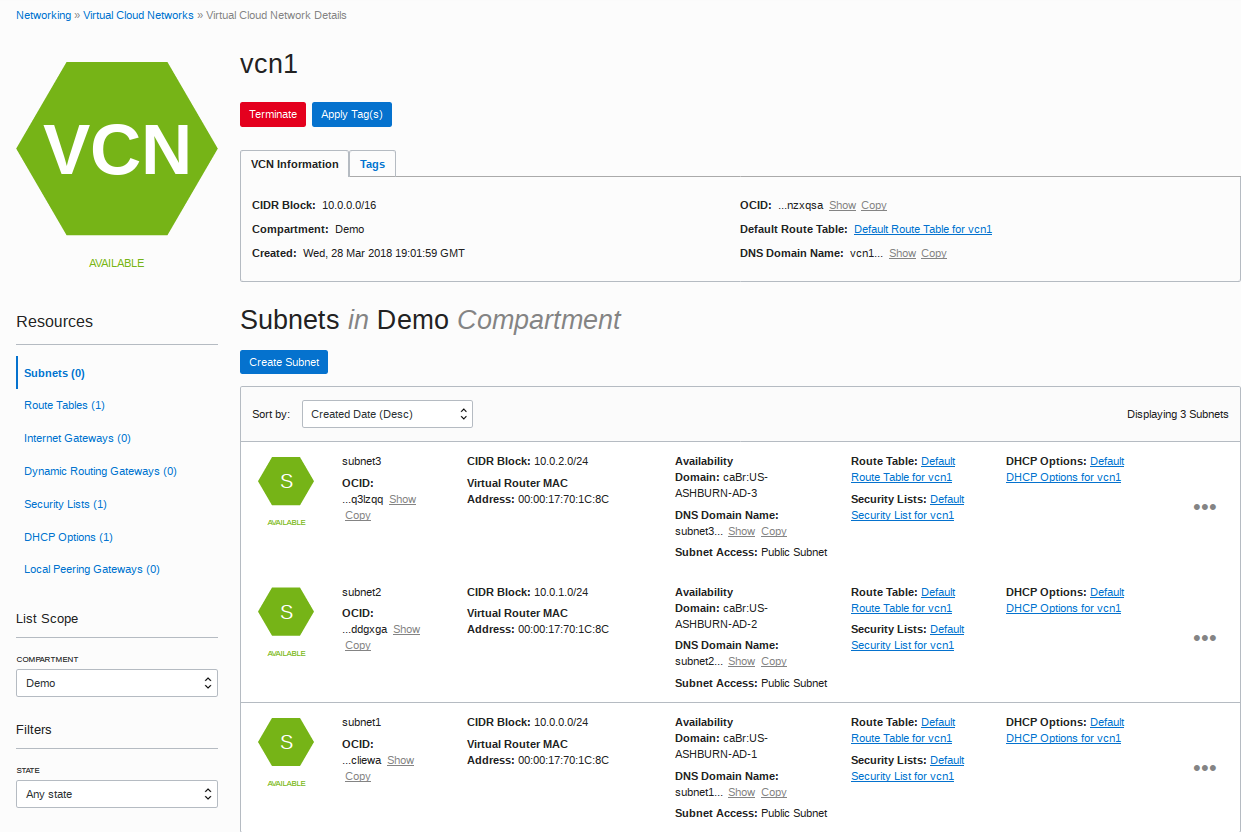 Networking » Virtual Cloud Networks » Virtual Cloud Network Details
VCN
AVAILABLE
vcn1
Terminate
Apply Tag(s)
VCN Information
Tags
CIDR Block: 10.0.0.0/16
Compartment: Demo
Created: Wed, 28 Mar 2018 19:01:59 GMT
OCID: ...nzxqsa Show Copy
Default Route Table: Default Route Table for vcn1
DNS Domain Name: vcn1... Show Copy
Resources
Subnets (0)
Route Tables (1)
Internet Gateways (0)
Dynamic Routing Gateways (0)
Security Lists (1)
DHCP Options (1)
Local Peering Gateways (0)
List Scope
COMPARTMENT
Demo
Filters
STATE
Any state
Subnets in Demo Compartment
Create Subnet
Sort by: Created Date (Desc)
Displaying 3 Subnets
S
AVAILABLE
subnet3
OCID:
...q3lzqq Show
Copy
CIDR Block: 10.0.2.0/24
Virtual Router MAC
Address: 00:00:17:70:1C:8C
Availability
Domain: caBr:US-
ASHBURN-AD-3
DNS Domain Name:
subnet3... Show Copy
Subnet Access: Public Subnet
Route Table: Default
Route Table for vcn1
Security Lists: Default
Security List for vcn1
DHCP Options: Default
DHCP Options for vcn1
S
AVAILABLE
subnet2
OCID:
...ddgxga Show
Copy
CIDR Block: 10.0.1.0/24
Virtual Router MAC
Address: 00:00:17:70:1C:8C
Availability
Domain: caBr:US-
ASHBURN-AD-2
DNS Domain Name:
subnet2... Show Copy
Subnet Access: Public Subnet
Route Table: Default
Route Table for vcn1
Security Lists: Default
Security List for vcn1
DHCP Options: Default
DHCP Options for vcn1
S
AVAILABLE
subnet1
OCID:
...cliewa Show
Copy
CIDR Block: 10.0.0.0/24
Virtual Router MAC
Address: 00:00:17:70:1C:8C
Availability
Domain: caBr:US-
ASHBURN-AD-1
DNS Domain Name:
subnet1... Show Copy
Subnet Access: Public Subnet
Route Table: Default
Route Table for vcn1
Security Lists: Default
Security List for vcn1
DHCP Options: Default
DHCP Options for vcn1